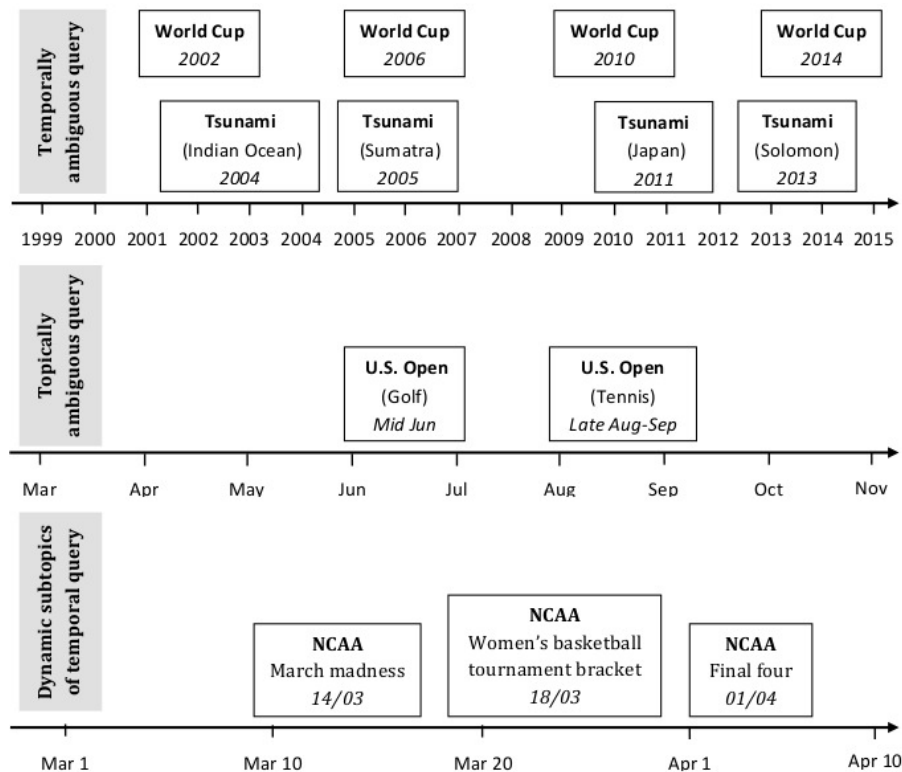 Temporally
ambiguous query
World Cup
2002
World Cup
2006
World Cup
2010
World Cup
2014
Tsunami
(Indian Ocean)
2004
Tsunami
(Sumatra)
2005
Tsunami
(Japan)
2011
Tsunami
(Solomon)
2013
1999 2000 2001 2002 2003 2004 2005 2006 2007 2008 2009 2010 2011 2012 2013 2014 2015
Topically
ambiguous query
U.S. Open
(Golf)
Mid Jun
U.S. Open
(Tennis)
Late Aug-Sep
Mar Apr May Jun Jul Aug Sep Oct Nov
Dynamic subtopics
of temporal query
NCAA
March madness
14/03
NCAA
Women’s basketball
tournament bracket
18/03
NCAA
Final four
01/04
Mar 1 Mar 10 Mar 20 Apr 1 Apr 10